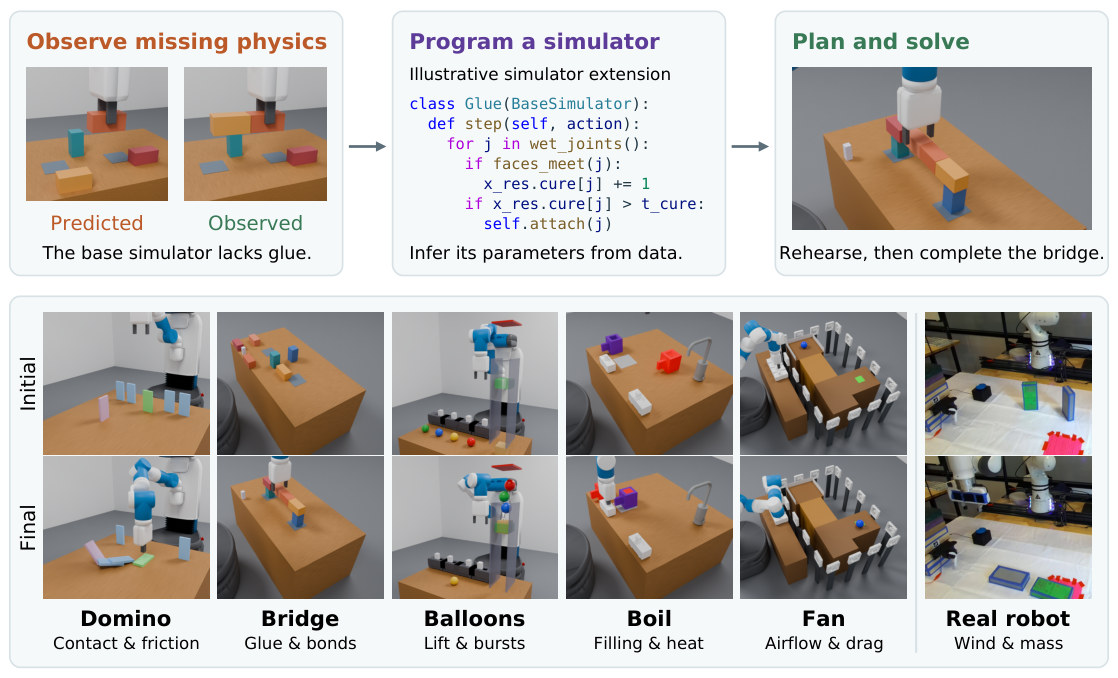 Observe missing physics
Predicted
Observed
The base simulator lacks glue.
Program a simulator
Illustrative simulator extension
class Glue(BaseSimulator):
def step(self, action):
for j in wet_joints():
if faces_meet(j):
x_res.cure[j] += 1
if x_res.cure[j] > t_cure:
self.attach(j)
Infer its parameters from data.
Plan and solve
Rehearse, then complete the bridge.
Initial
Final
Domino
Contact & friction
Bridge
Glue & bonds
Balloons
Lift & bursts
Boil
Filling & heat
Fan
Airflow & drag
Real robot
Wind & mass